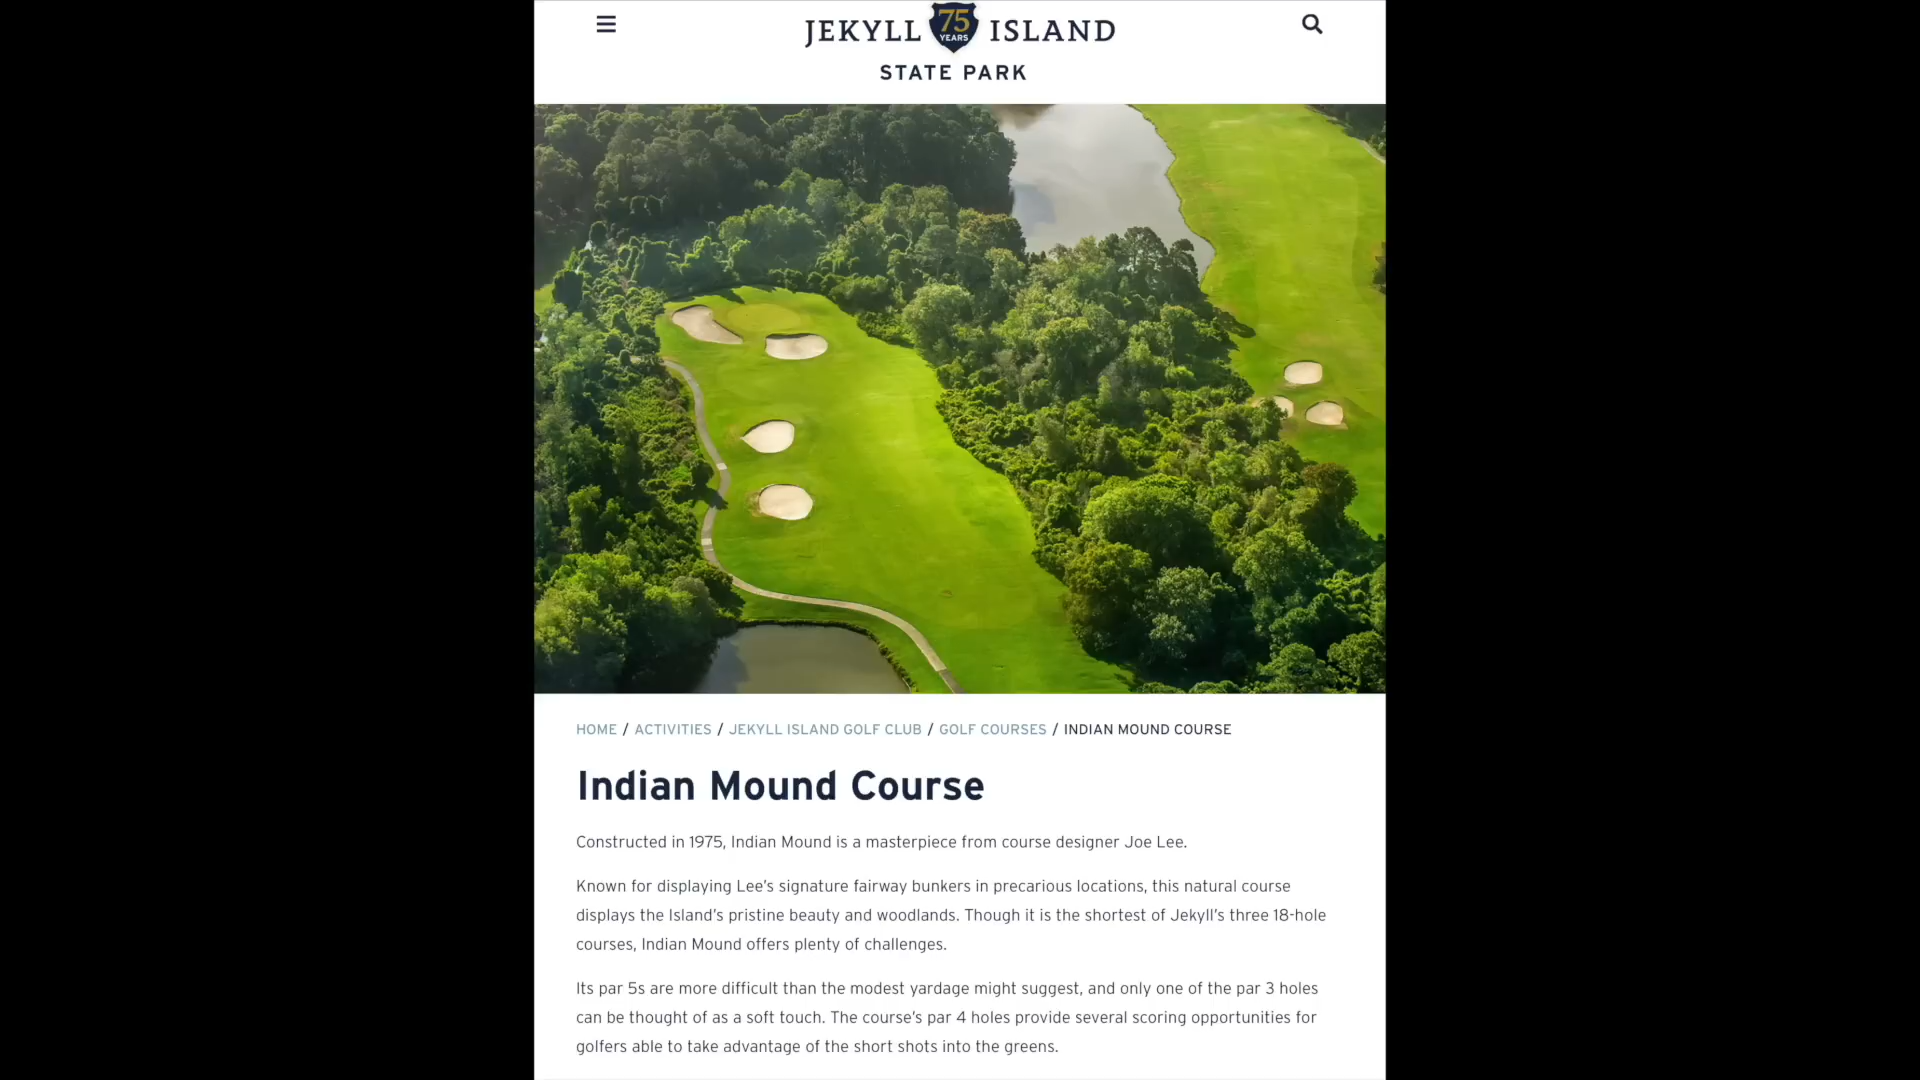 JEKYLL 75 YEARS ISLAND
STATE PARK
HOME / ACTIVITIES / JEKYLL ISLAND GOLF CLUB / GOLF COURSES / INDIAN MOUND COURSE
Indian Mound Course
Constructed in 1975, Indian Mound is a masterpiece from course designer Joe Lee.
Known for displaying Lee's signature fairway bunkers in precarious locations, this natural course
displays the Island's pristine beauty and woodlands. Though it is the shortest of Jekyll's three 18-hole
courses, Indian Mound offers plenty of challenges.
Its par 5s are more difficult than the modest yardage might suggest, and only one of the par 3 holes
can be thought of as a soft touch. The course's par 4 holes provide several scoring opportunities for
golfers able to take advantage of the short shots into the greens.